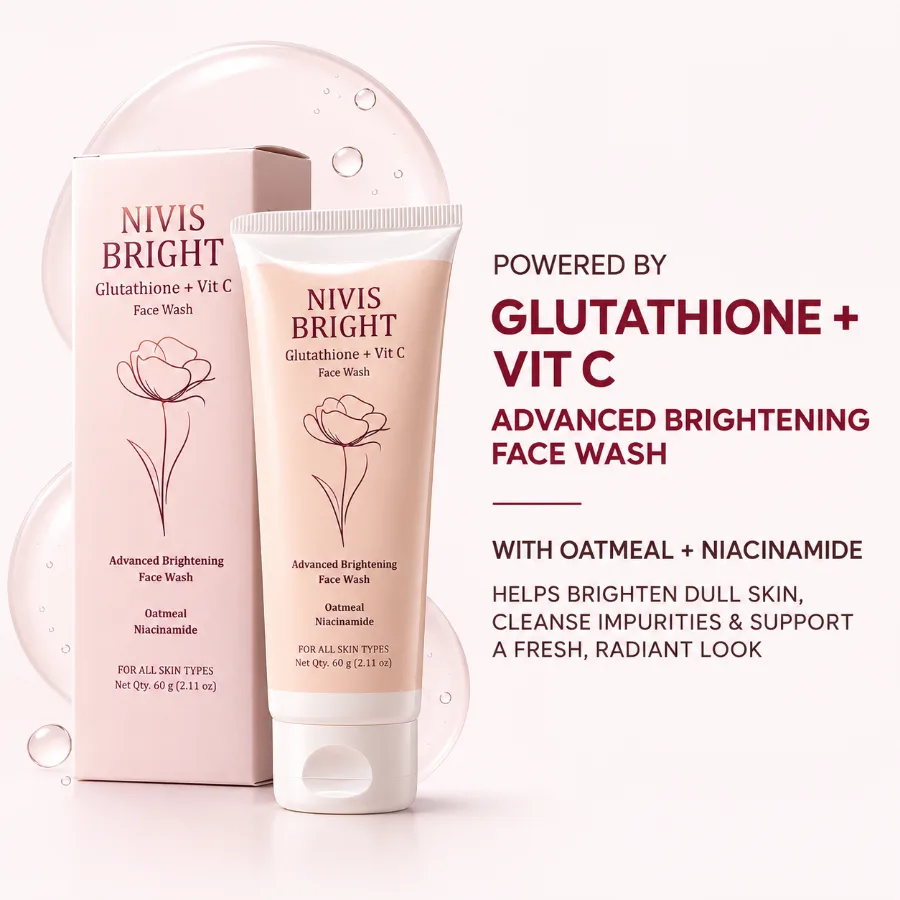 NIVIS
BRIGHT
Glutathione + Vit C
Face Wash
Advanced Brightening
Face Wash
Oatmeal
Niacinamide
FOR ALL SKIN TYPES
Net Qty. 60 g (2.11 oz)
NIVIS
BRIGHT
Glutathione + Vit C
Face Wash
Advanced Brightening
Face Wash
Oatmeal
Niacinamide
FOR ALL SKIN TYPES
Net Qty. 60 g (2.11 oz)
POWERED BY
GLUTATHIONE +
VIT C
ADVANCED BRIGHTENING
FACE WASH
WITH OATMEAL + NIACINAMIDE
HELPS BRIGHTEN DULL SKIN,
CLEANSE IMPURITIES & SUPPORT
A FRESH, RADIANT LOOK